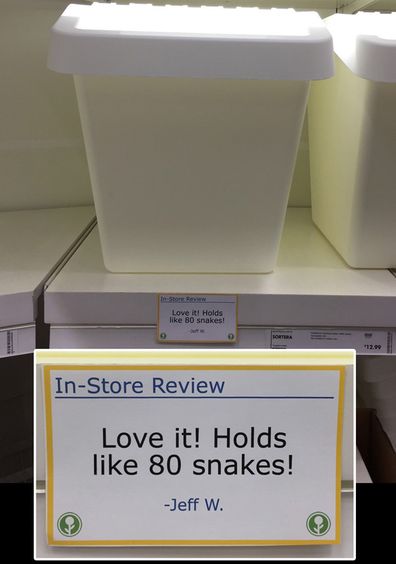 In-Store Review
Love it! Holds
like 80 snakes!
-Jeff W.
SORTERA
$12.99
In-Store Review
Love it! Holds
like 80 snakes!
-Jeff W.